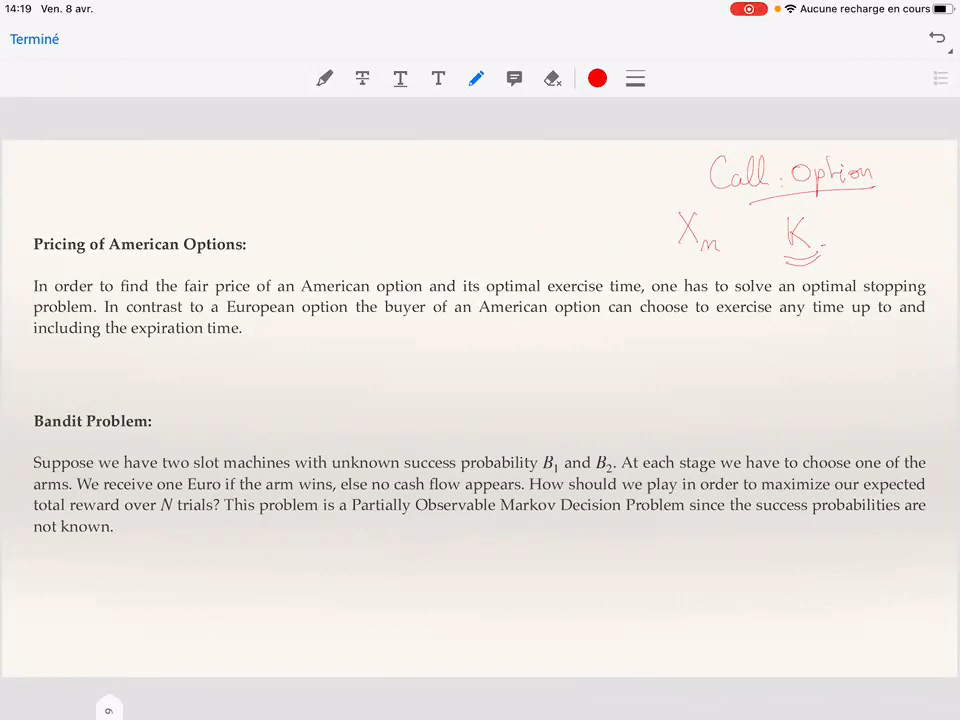 14:19 Ven. 8 avr.
Aucune recharge en cours
Terminé
T T T
Call : Option
X_n K
Pricing of American Options:
In order to find the fair price of an American option and its optimal exercise time, one has to solve an optimal stopping
problem. In contrast to a European option the buyer of an American option can choose to exercise any time up to and
including the expiration time.
Bandit Problem:
Suppose we have two slot machines with unknown success probability B₁ and B₂. At each stage we have to choose one of the
arms. We receive one Euro if the arm wins, else no cash flow appears. How should we play in order to maximize our expected
total reward over N trials? This problem is a Partially Observable Markov Decision Problem since the success probabilities are
not known.
9